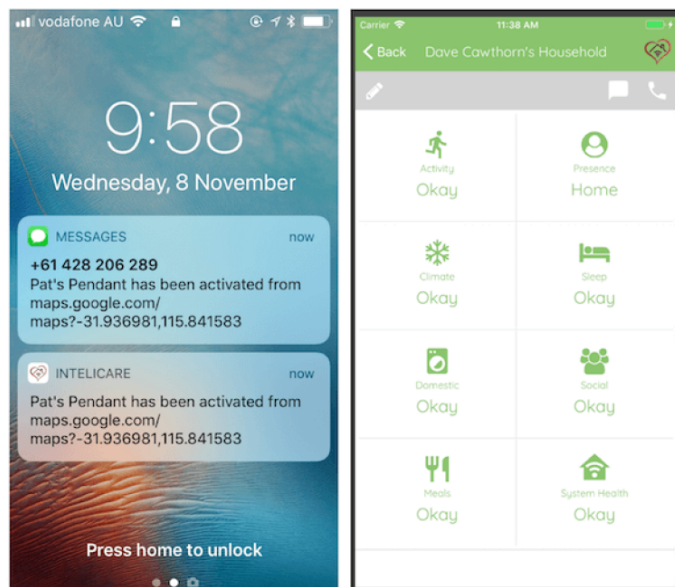 vodafone AU
9:58
Wednesday, 8 November
MESSAGES now
+61 428 206 289
Pat's Pendant has been activated from
maps.google.com/
maps?-31.936981,115.841583
INTELICARE now
Pat's Pendant has been activated from
maps.google.com/
maps?-31.936981,115.841583
Press home to unlock
Carrier 11:38 AM
Back Dave Cawthorn's Household
Activity Presence
Okay Home
Climate Sleep
Okay Okay
Domestic Social
Okay Okay
Meals System Health
Okay Okay